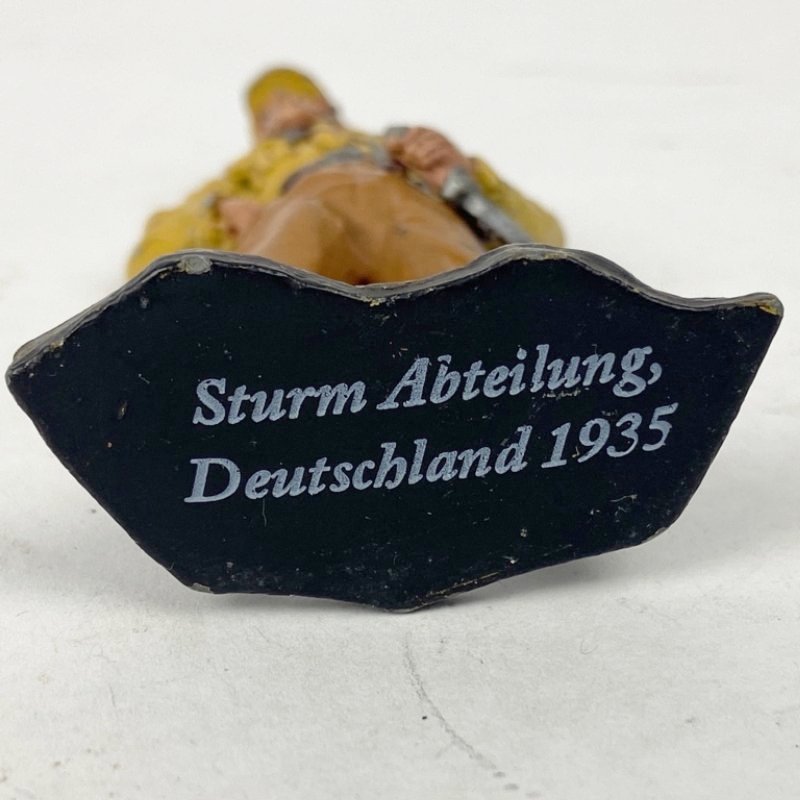 Sturm Abteilung,
Deutschland 1935